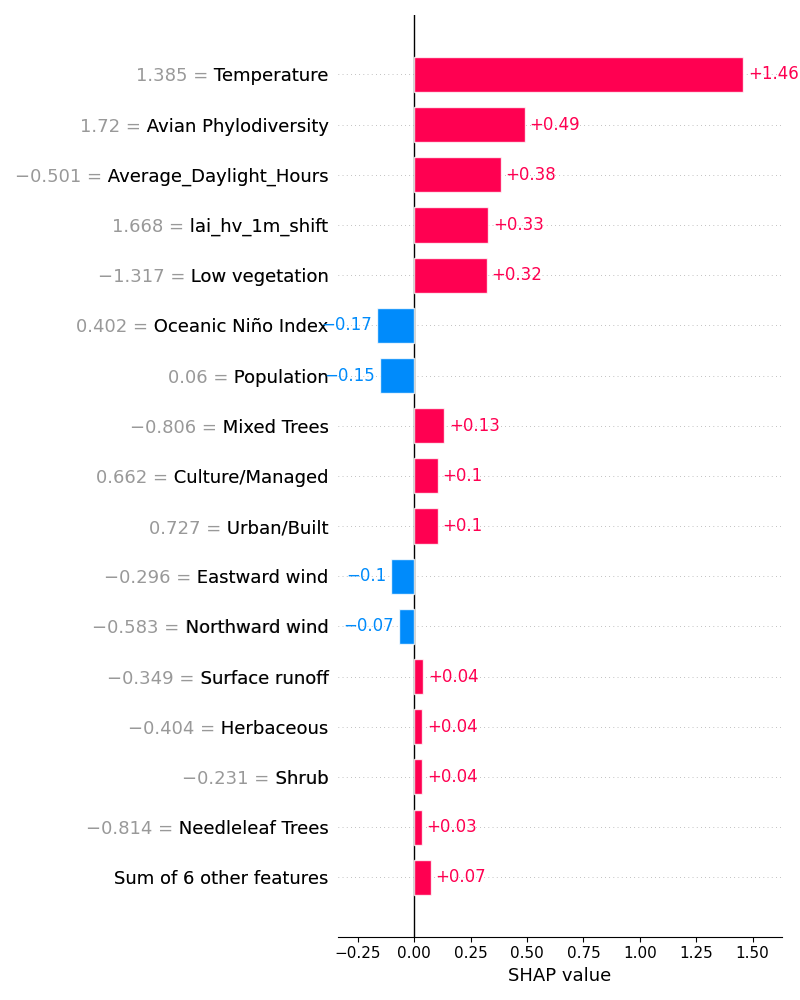 1.385 = Temperature +1.46
1.72 = Avian Phylodiversity +0.49
−0.501 = Average_Daylight_Hours +0.38
1.668 = lai_hv_1m_shift +0.33
−1.317 = Low vegetation +0.32
0.402 = Oceanic Niño Index −0.17
0.06 = Population −0.15
−0.806 = Mixed Trees +0.13
0.662 = Culture/Managed +0.1
0.727 = Urban/Built +0.1
−0.296 = Eastward wind −0.1
−0.583 = Northward wind −0.07
−0.349 = Surface runoff +0.04
−0.404 = Herbaceous +0.04
−0.231 = Shrub +0.04
−0.814 = Needleleaf Trees +0.03
Sum of 6 other features +0.07
−0.25 0.00 0.25 0.50 0.75 1.00 1.25 1.50
SHAP value